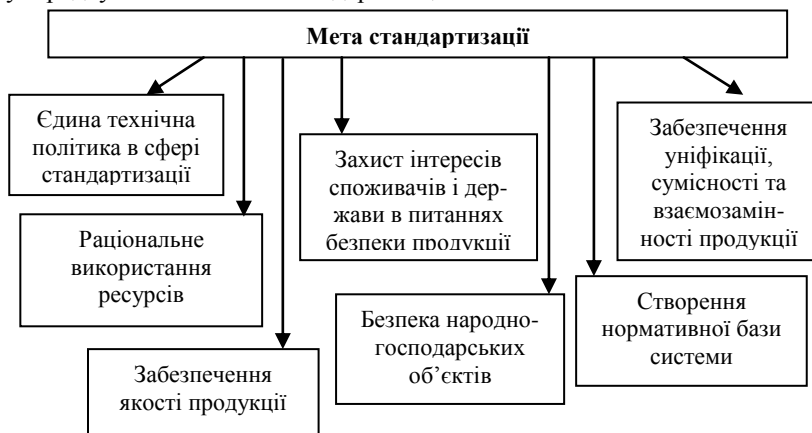 Мета стандартизації
Єдина технічна
політика в сфері
стандартизації
Захист інтересів
споживачів і дер-
жави в питаннях
безпеки продукції
Забезпечення
уніфікації,
сумісності та
взаємозамін-
ності продукції
Раціональне
використання
ресурсів
Безпека народно-
господарських
об’єктів
Створення
нормативної бази
системи
Забезпечення
якості продукції